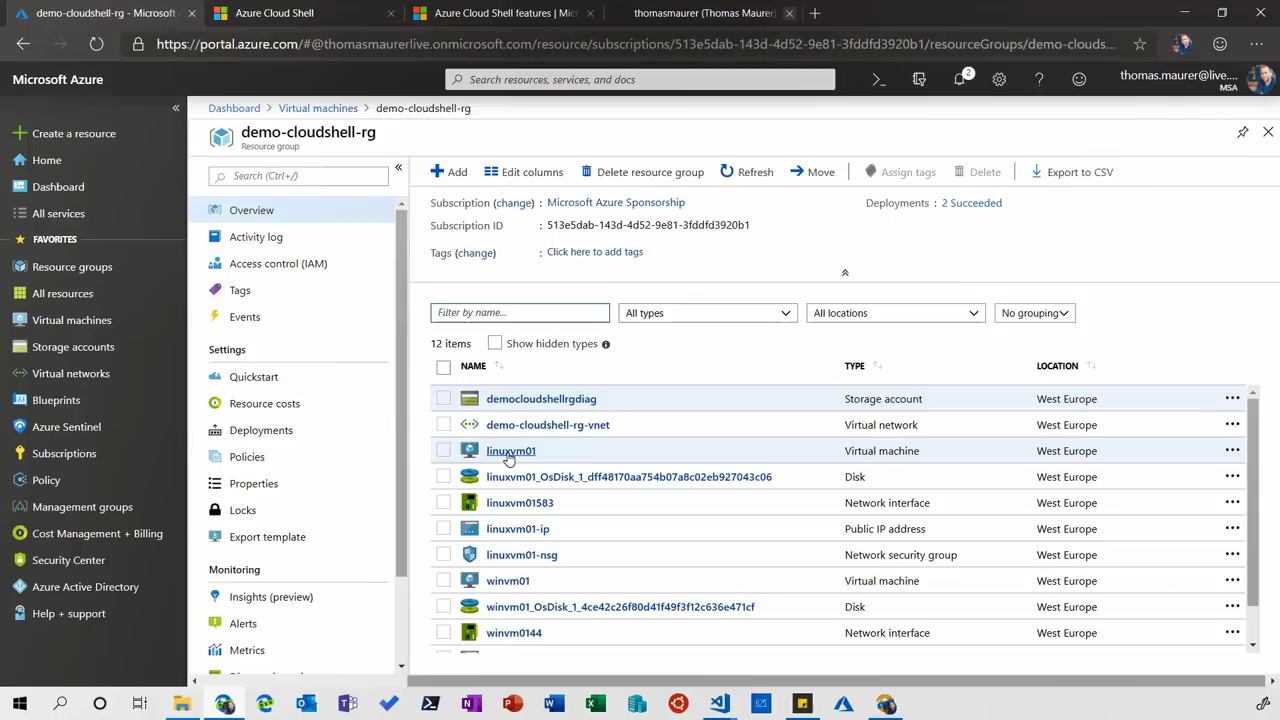 demo-cloudshell-rg - Microsoft A
Azure Cloud Shell
Azure Cloud Shell features | Micr
thomasmaurer (Thomas Maurer)
https://portal.azure.com/#@thomasmaurerlive.onmicrosoft.com/resource/subscriptions/513e5dab-143d-4d52-9e81-3fddfd3920b1/resourceGroups/demo-clouds...
Microsoft Azure
Search resources, services, and docs
2
thomas.maurer@live....
MSA
Create a resource
Home
Dashboard
All services
FAVORITES
Resource groups
All resources
Virtual machines
Storage accounts
Virtual networks
Blueprints
Azure Sentinel
Subscriptions
Policy
Management groups
Cost Management + Billing
Security Center
Azure Active Directory
Help + support
Dashboard > Virtual machines > demo-cloudshell-rg
demo-cloudshell-rg
Resource group
Search (Ctrl+/)
Overview
Activity log
Access control (IAM)
Tags
Events
Settings
Quickstart
Resource costs
Deployments
Policies
Properties
Locks
Export template
Monitoring
Insights (preview)
Alerts
Metrics
Add Edit columns Delete resource group Refresh Move Assign tags Delete Export to CSV
Subscription (change) : Microsoft Azure Sponsorship
Deployments : 2 Succeeded
Subscription ID : 513e5dab-143d-4d52-9e81-3fddfd3920b1
Tags (change) : Click here to add tags
Filter by name... All types All locations No grouping
12 items Show hidden types
NAME TYPE LOCATION
democloudshellrgdiag Storage account West Europe ...
demo-cloudshell-rg-vnet Virtual network West Europe ...
linuxvm01 Virtual machine West Europe ...
linuxvm01_OsDisk_1_dff48170aa754b07a8c02eb927043c06 Disk West Europe ...
linuxvm01583 Network interface West Europe ...
linuxvm01-ip Public IP address West Europe ...
linuxvm01-nsg Network security group West Europe ...
winvm01 Virtual machine West Europe ...
winvm01_OsDisk_1_4ce42c26f80d41f49f3f12c636e471cf Disk West Europe ...
winvm0144 Network interface West Europe ...